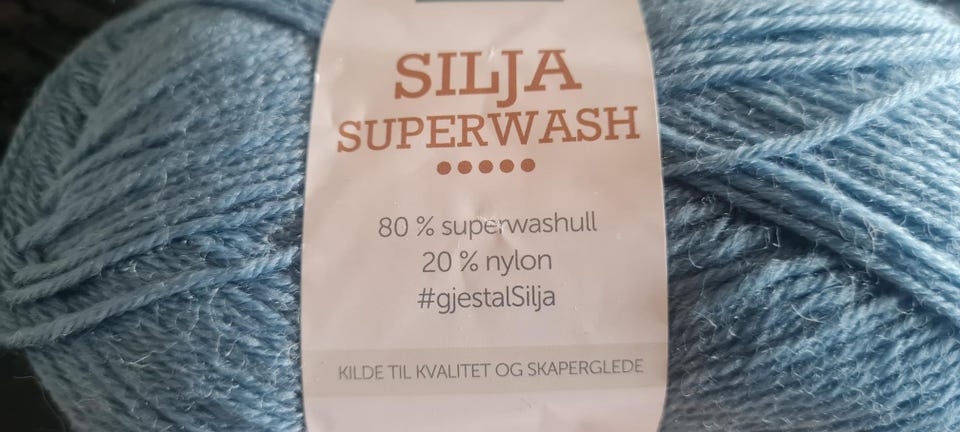 SILJA
SUPERWASH
80 % superwashull
20 % nylon
#gjestalSilja
KILDE TIL KVALITET OG SKAPERGLEDE